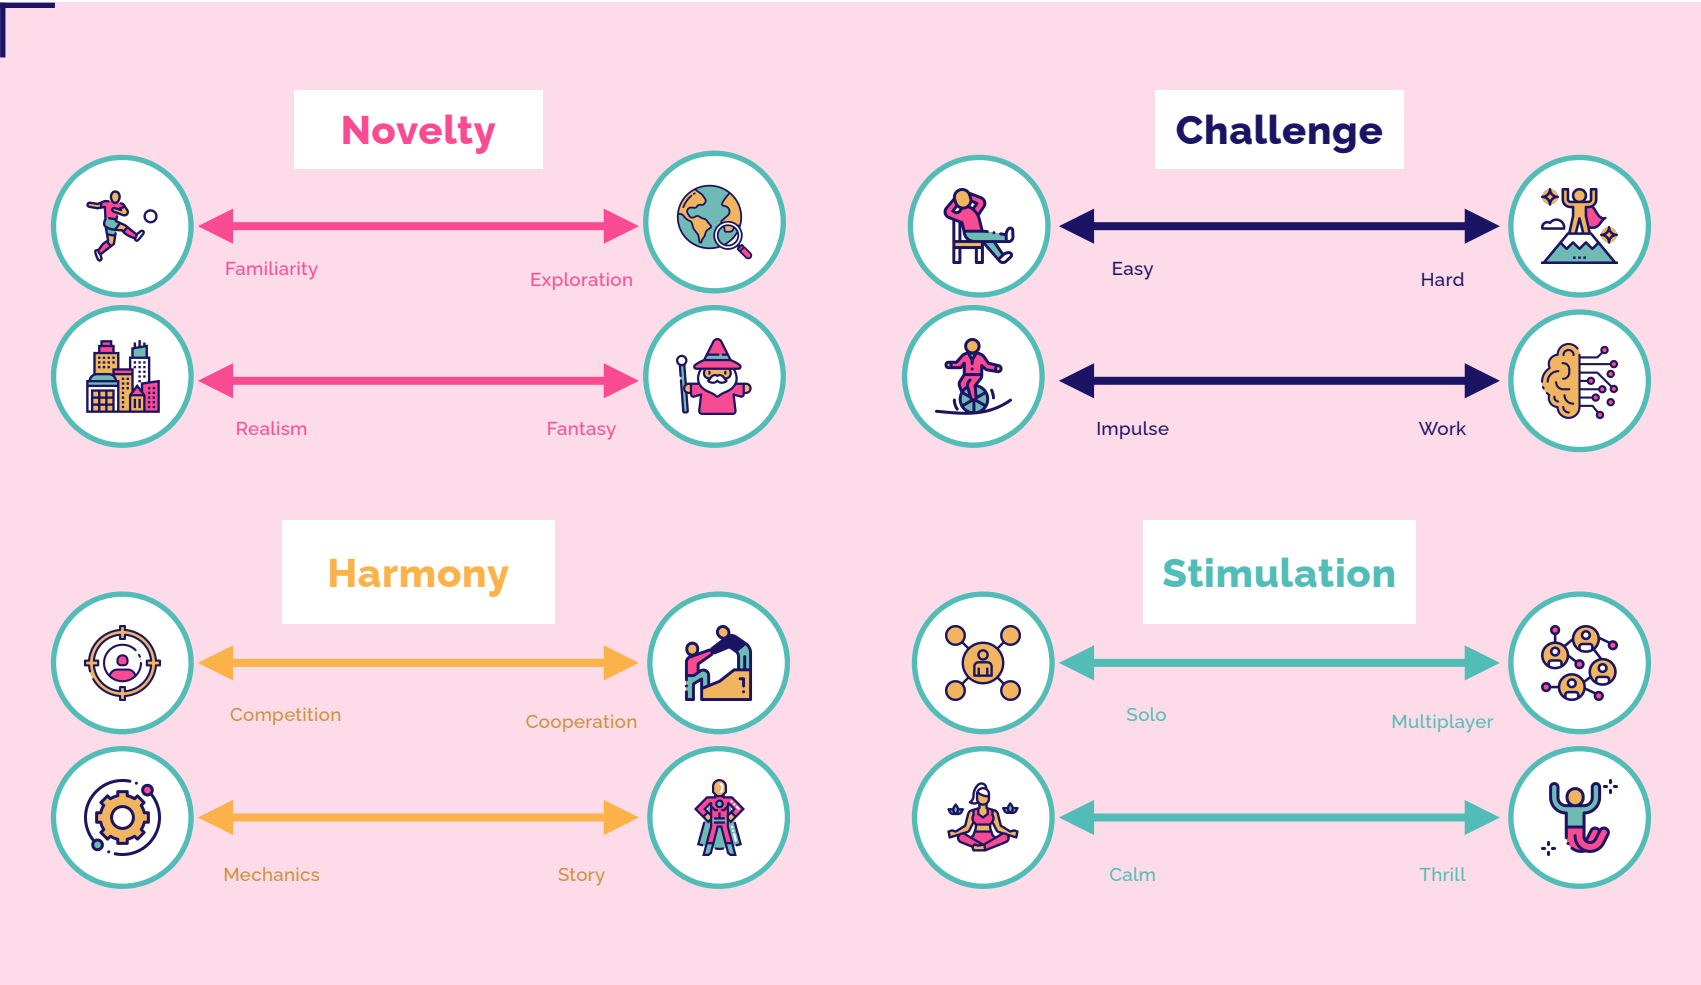 Novelty
Familiarity
Exploration
Realism
Fantasy
Challenge
Easy
Hard
Impulse
Work
Harmony
Competition
Cooperation
Mechanics
Story
Stimulation
Solo
Multiplayer
Calm
Thrill